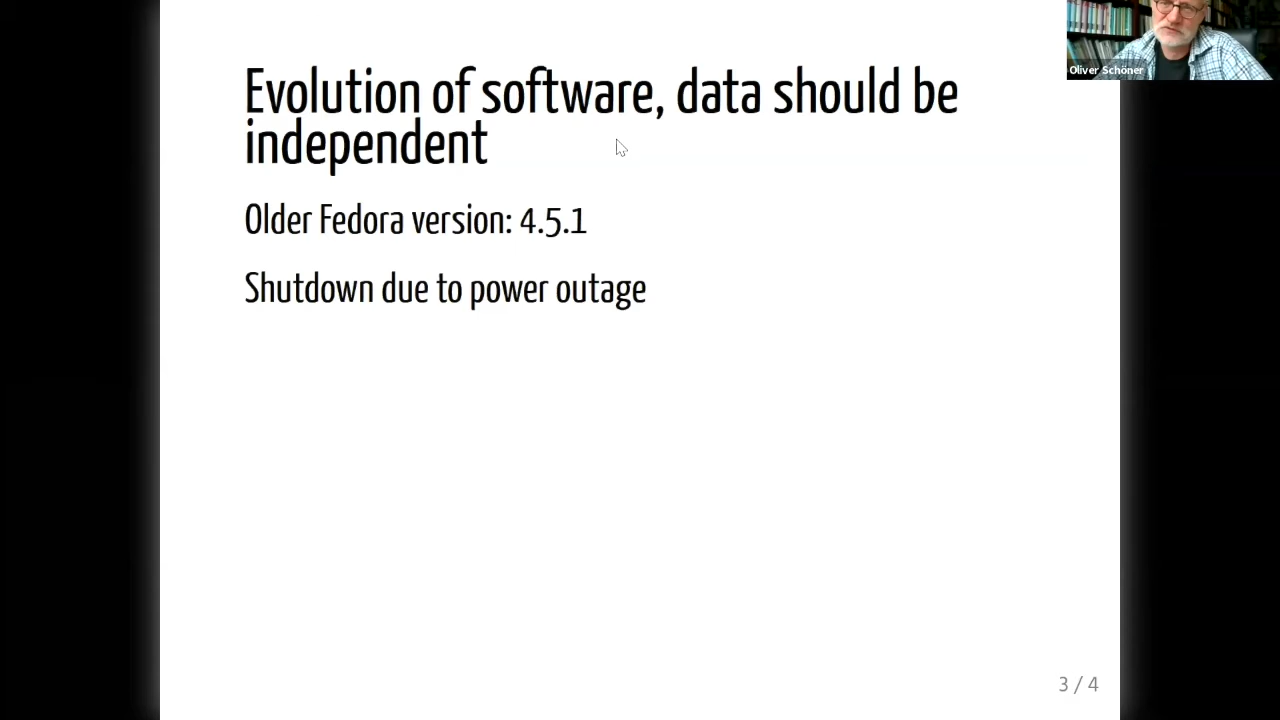 Oliver Schöner
Evolution of software, data should be
independent
Older Fedora version: 4.5.1
Shutdown due to power outage
3 / 4